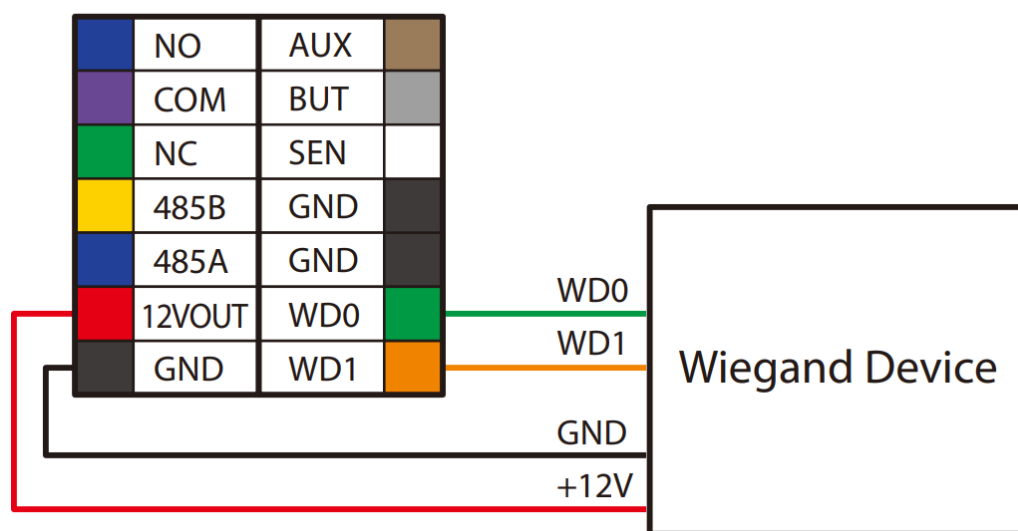 NO AUX
COM BUT
NC SEN
485B GND
485A GND
12VOUT WD0
GND WD1
WD0
WD1
GND
+12V
Wiegand Device